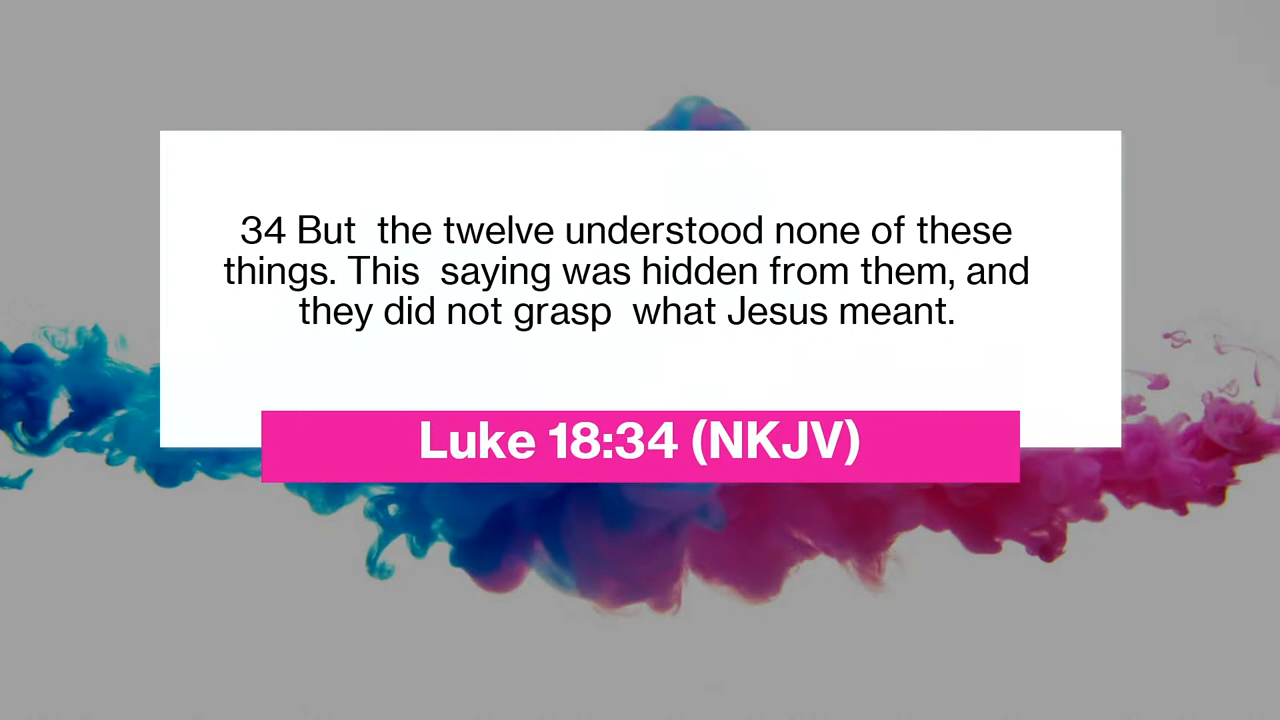 34 But  the twelve understood none of these
things. This  saying was hidden from them, and
they did not grasp  what Jesus meant.
Luke 18:34 (NKJV)